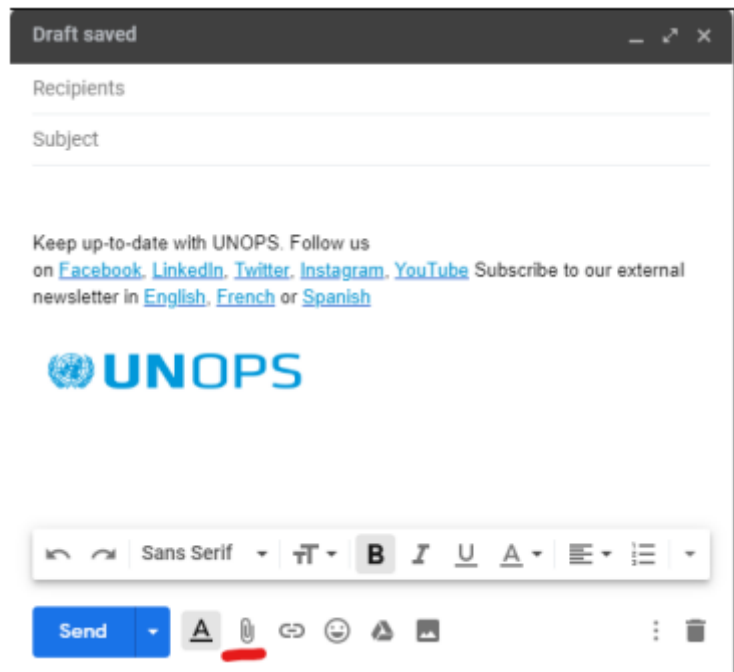 Draft saved
Recipients
Subject
Keep up-to-date with UNOPS. Follow us
on Facebook, LinkedIn, Twitter, Instagram, YouTube Subscribe to our external
newsletter in English, French or Spanish
UNOPS
Sans Serif
Send